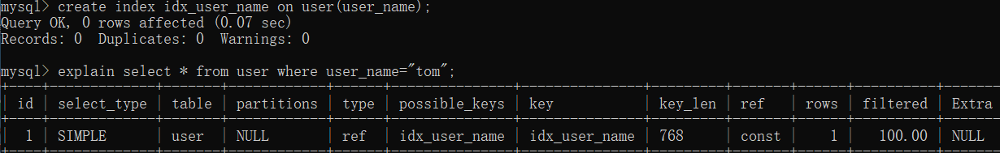 mysql> create index idx_user_name on user(user_name);
Query OK, 0 rows affected (0.07 sec)
Records: 0  Duplicates: 0  Warnings: 0
mysql> explain select * from user where user_name="tom";
+----+-------------+-------+------------+------+---------------+---------------+---------+-------+------+----------+-------+
| id | select_type | table | partitions | type | possible_keys | key           | key_len | ref   | rows | filtered | Extra
+----+-------------+-------+------------+------+---------------+---------------+---------+-------+------+----------+-------+
|  1 | SIMPLE      | user  | NULL       | ref  | idx_user_name | idx_user_name | 768     | const |    1 |   100.00 | NULL
+----+-------------+-------+------------+------+---------------+---------------+---------+-------+------+----------+-------+